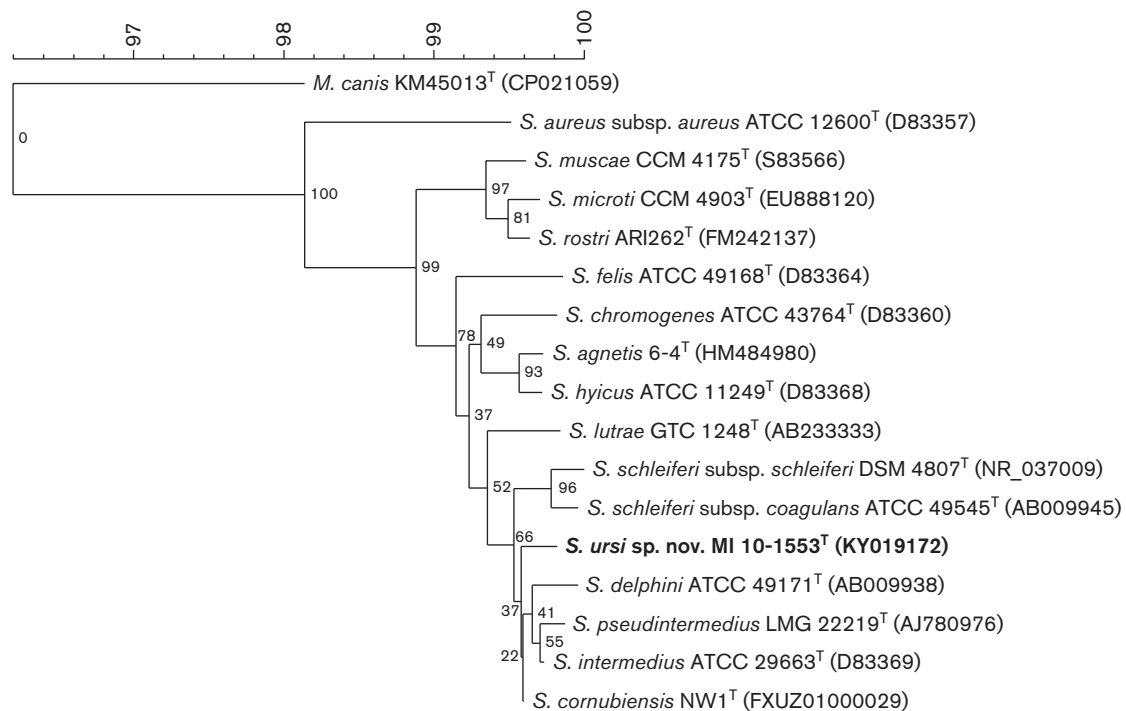 97 98 99 100
M. canis KM45013ᵀ (CP021059)
0
S. aureus subsp. aureus ATCC 12600ᵀ (D83357)
S. muscae CCM 4175ᵀ (S83566)
97
100
S. microti CCM 4903ᵀ (EU888120)
81
S. rostri ARI262ᵀ (FM242137)
99
S. felis ATCC 49168ᵀ (D83364)
S. chromogenes ATCC 43764ᵀ (D83360)
78
49
S. agnetis 6-4ᵀ (HM484980)
93
S. hyicus ATCC 11249ᵀ (D83368)
37
S. lutrae GTC 1248ᵀ (AB233333)
S. schleiferi subsp. schleiferi DSM 4807ᵀ (NR_037009)
52
96
S. schleiferi subsp. coagulans ATCC 49545ᵀ (AB009945)
66
S. ursi sp. nov. MI 10-1553ᵀ (KY019172)
S. delphini ATCC 49171ᵀ (AB009938)
37
41
S. pseudintermedius LMG 22219ᵀ (AJ780976)
55
22
S. intermedius ATCC 29663ᵀ (D83369)
S. cornubiensis NW1ᵀ (FXUZ01000029)